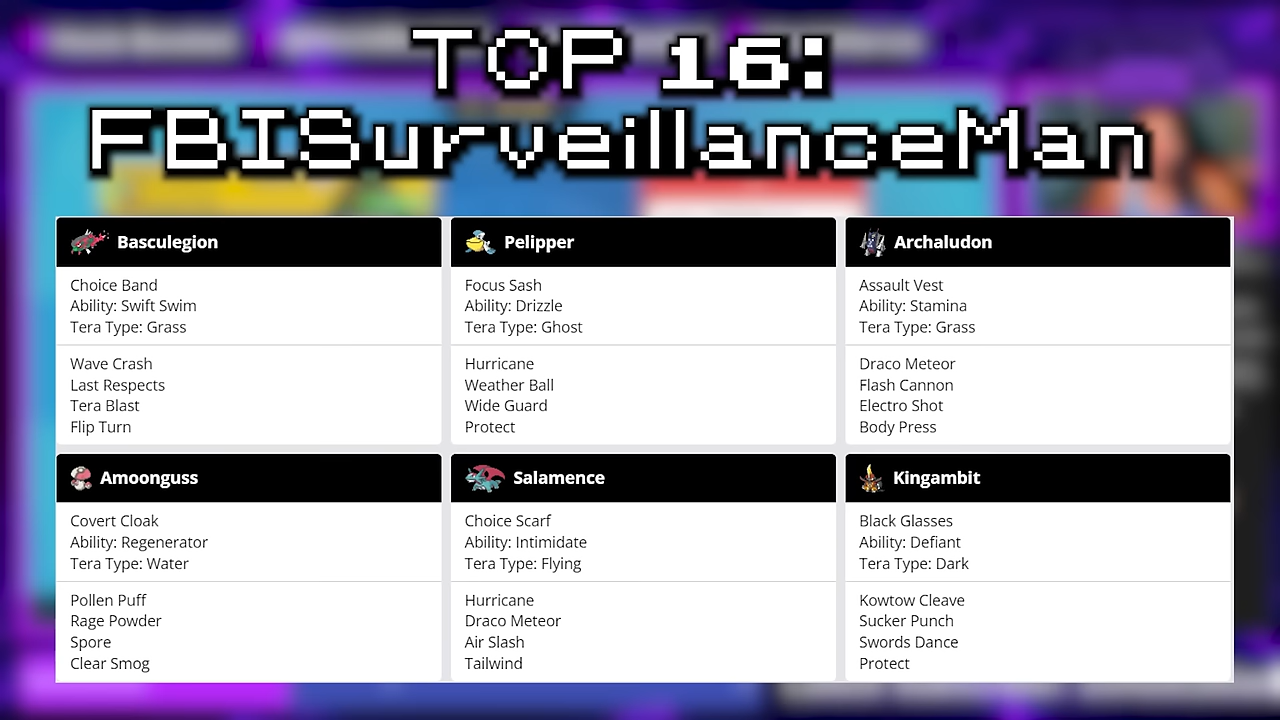 TOP 16:
FBISurveillanceMan
Basculegion
Choice Band
Ability: Swift Swim
Tera Type: Grass
Wave Crash
Last Respects
Tera Blast
Flip Turn
Pelipper
Focus Sash
Ability: Drizzle
Tera Type: Ghost
Hurricane
Weather Ball
Wide Guard
Protect
Archaludon
Assault Vest
Ability: Stamina
Tera Type: Grass
Draco Meteor
Flash Cannon
Electro Shot
Body Press
Amoonguss
Covert Cloak
Ability: Regenerator
Tera Type: Water
Pollen Puff
Rage Powder
Spore
Clear Smog
Salamence
Choice Scarf
Ability: Intimidate
Tera Type: Flying
Hurricane
Draco Meteor
Air Slash
Tailwind
Kingambit
Black Glasses
Ability: Defiant
Tera Type: Dark
Kowtow Cleave
Sucker Punch
Swords Dance
Protect